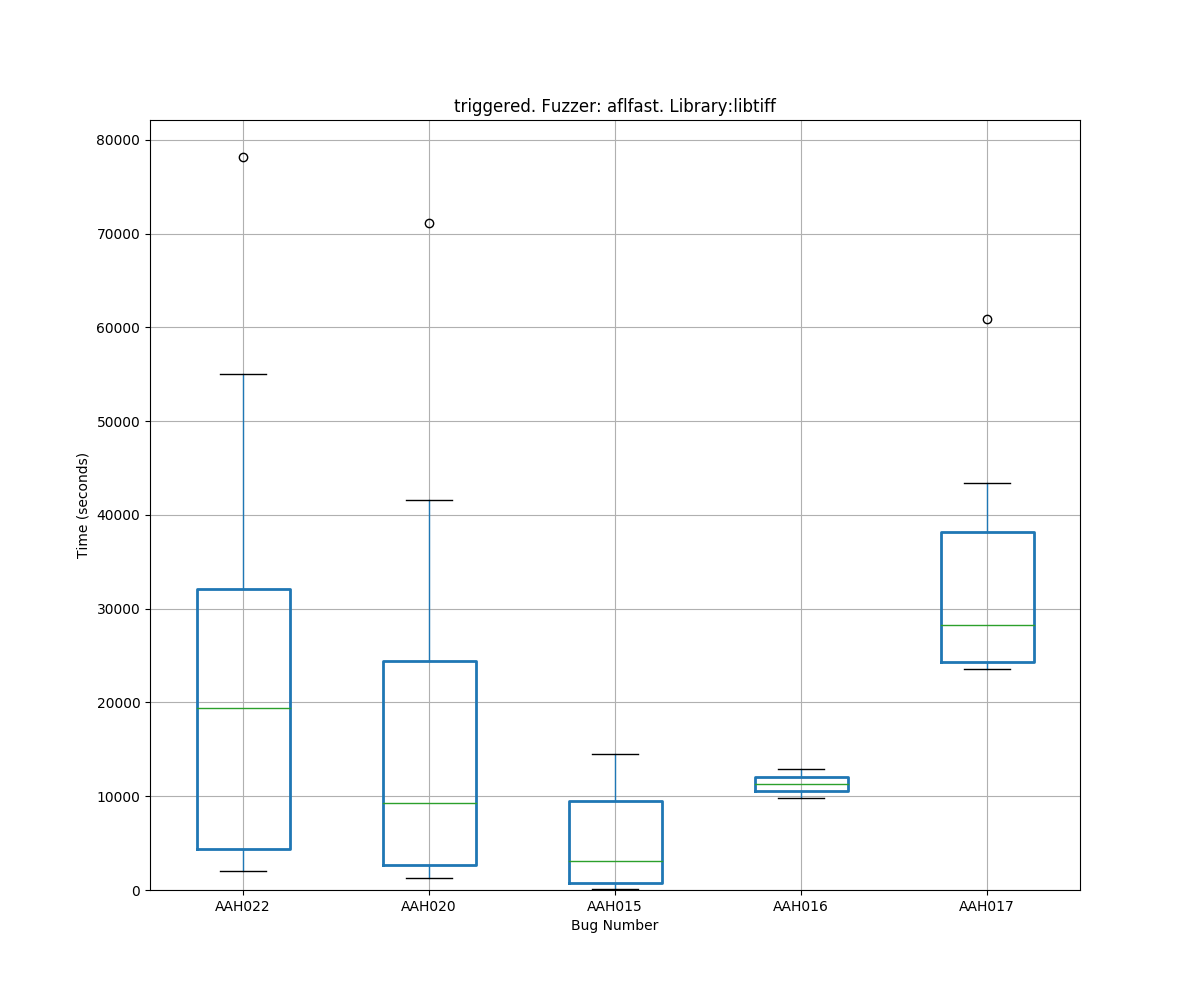 triggered. Fuzzer: aflfast. Library:libtiff
80000
70000
60000
50000
40000
30000
20000
10000
0
Time (seconds)
AAH022 AAH020 AAH015 AAH016 AAH017
Bug Number